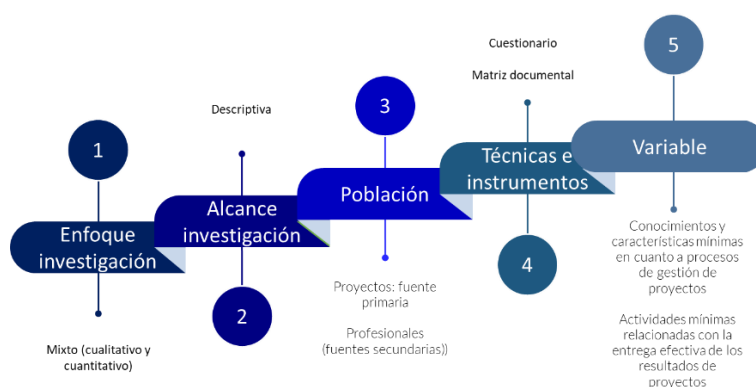 1
Enfoque
investigación
Mixto (cualitativo y
cuantitativo)
Descriptiva
Alcance
investigación
2
3
Población
Proyectos: fuente
primaria
Profesionales
(fuentes secundarias))
Cuestionario
Matriz documental
Técnicas e
instrumentos
4
5
Variable
Conocimientos y
características mínimas
en cuanto a procesos
de gestión de
proyectos
Actividades mínimas
relacionadas con la
entrega efectiva de los
resultados de
proyectos